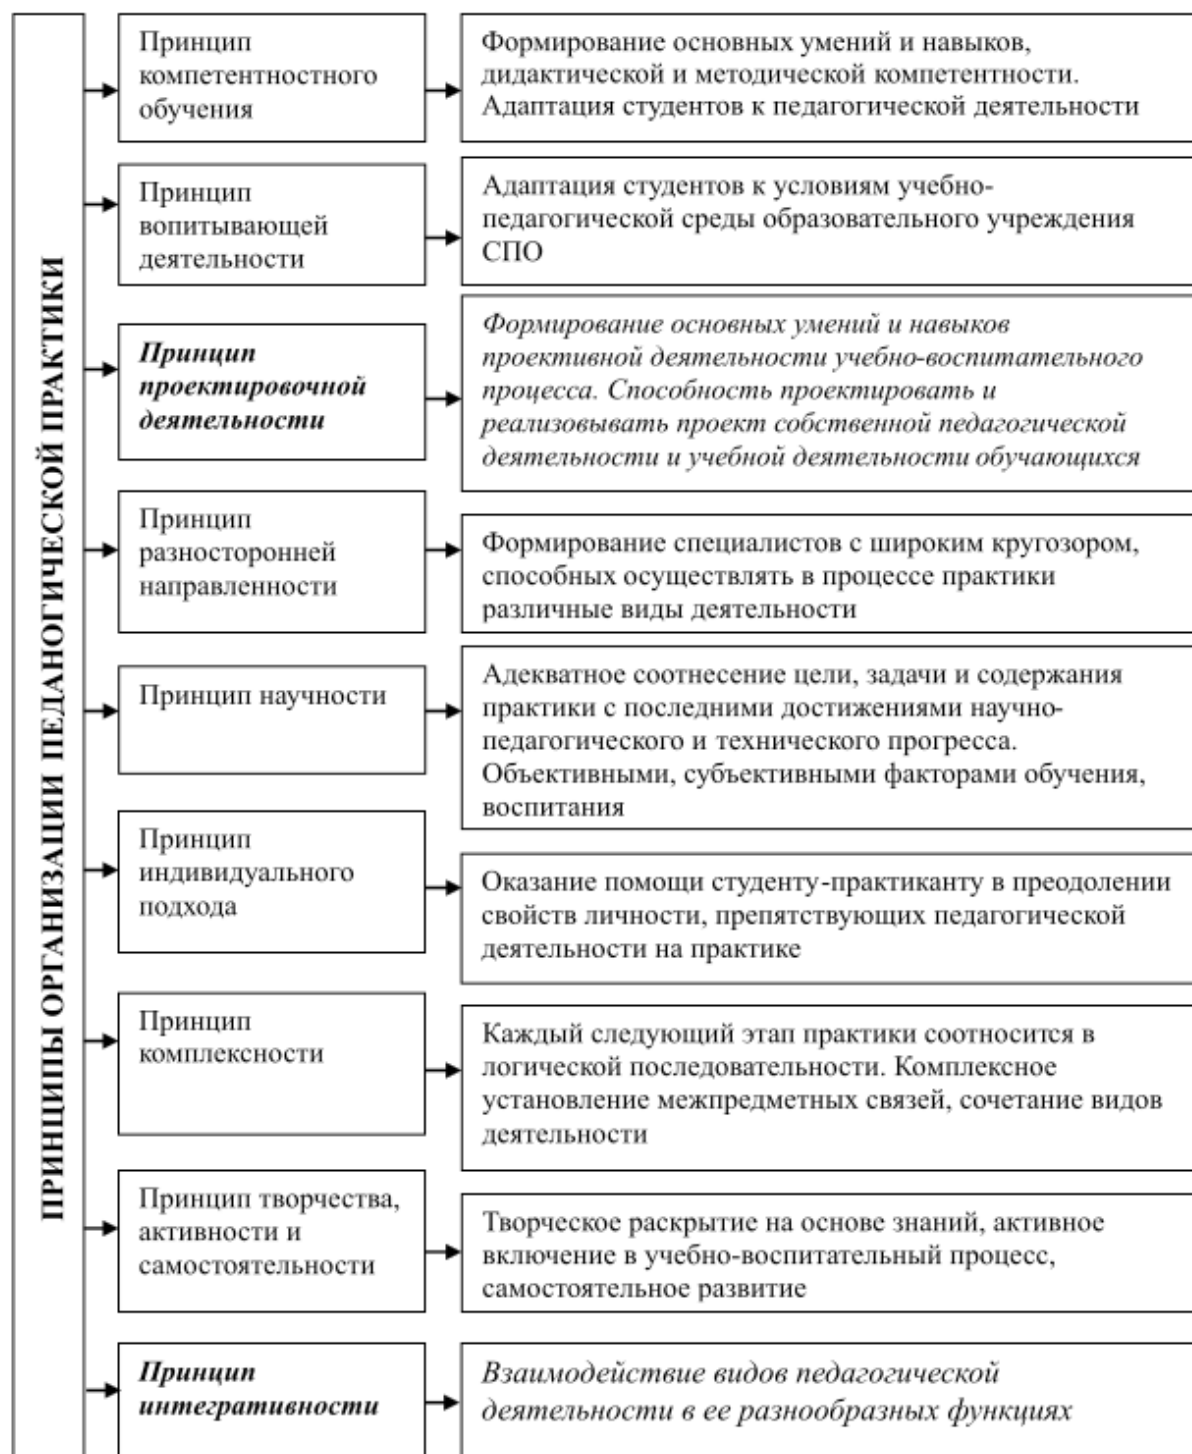 ПРИНЦИПЫ ОРГАНИЗАЦИИ ПЕДАНОГИЧЕСКОЙ ПРАКТИКИ
Принцип
компетентностного
обучения
Формирование основных умений и навыков,
дидактической и методической компетентности.
Адаптация студентов к педагогической деятельности
Принцип
вопитывающей
деятельности
Адаптация студентов к условиям учебно-
педагогической среды образовательного учреждения
СПО
Принцип
проектировочной
деятельности
Формирование основных умений и навыков
проективной деятельности учебно-воспитательного
процесса. Способность проектировать и
реализовывать проект собственной педагогической
деятельности и учебной деятельности обучающихся
Принцип
разносторонней
направленности
Формирование специалистов с широким кругозором,
способных осуществлять в процессе практики
различные виды деятельности
Принцип научности
Адекватное соотнесение цели, задачи и содержания
практики с последними достижениями научно-
педагогического и технического прогресса.
Объективными, субъективными факторами обучения,
воспитания
Принцип
индивидуального
подхода
Оказание помощи студенту-практиканту в преодолении
свойств личности, препятствующих педагогической
деятельности на практике
Принцип
комплексности
Каждый следующий этап практики соотносится в
логической последовательности. Комплексное
установление межпредметных связей, сочетание видов
деятельности
Принцип творчества,
активности и
самостоятельности
Творческое раскрытие на основе знаний, активное
включение в учебно-воспитательный процесс,
самостоятельное развитие
Принцип
интегративности
Взаимодействие видов педагогической
деятельности в ее разнообразных функциях